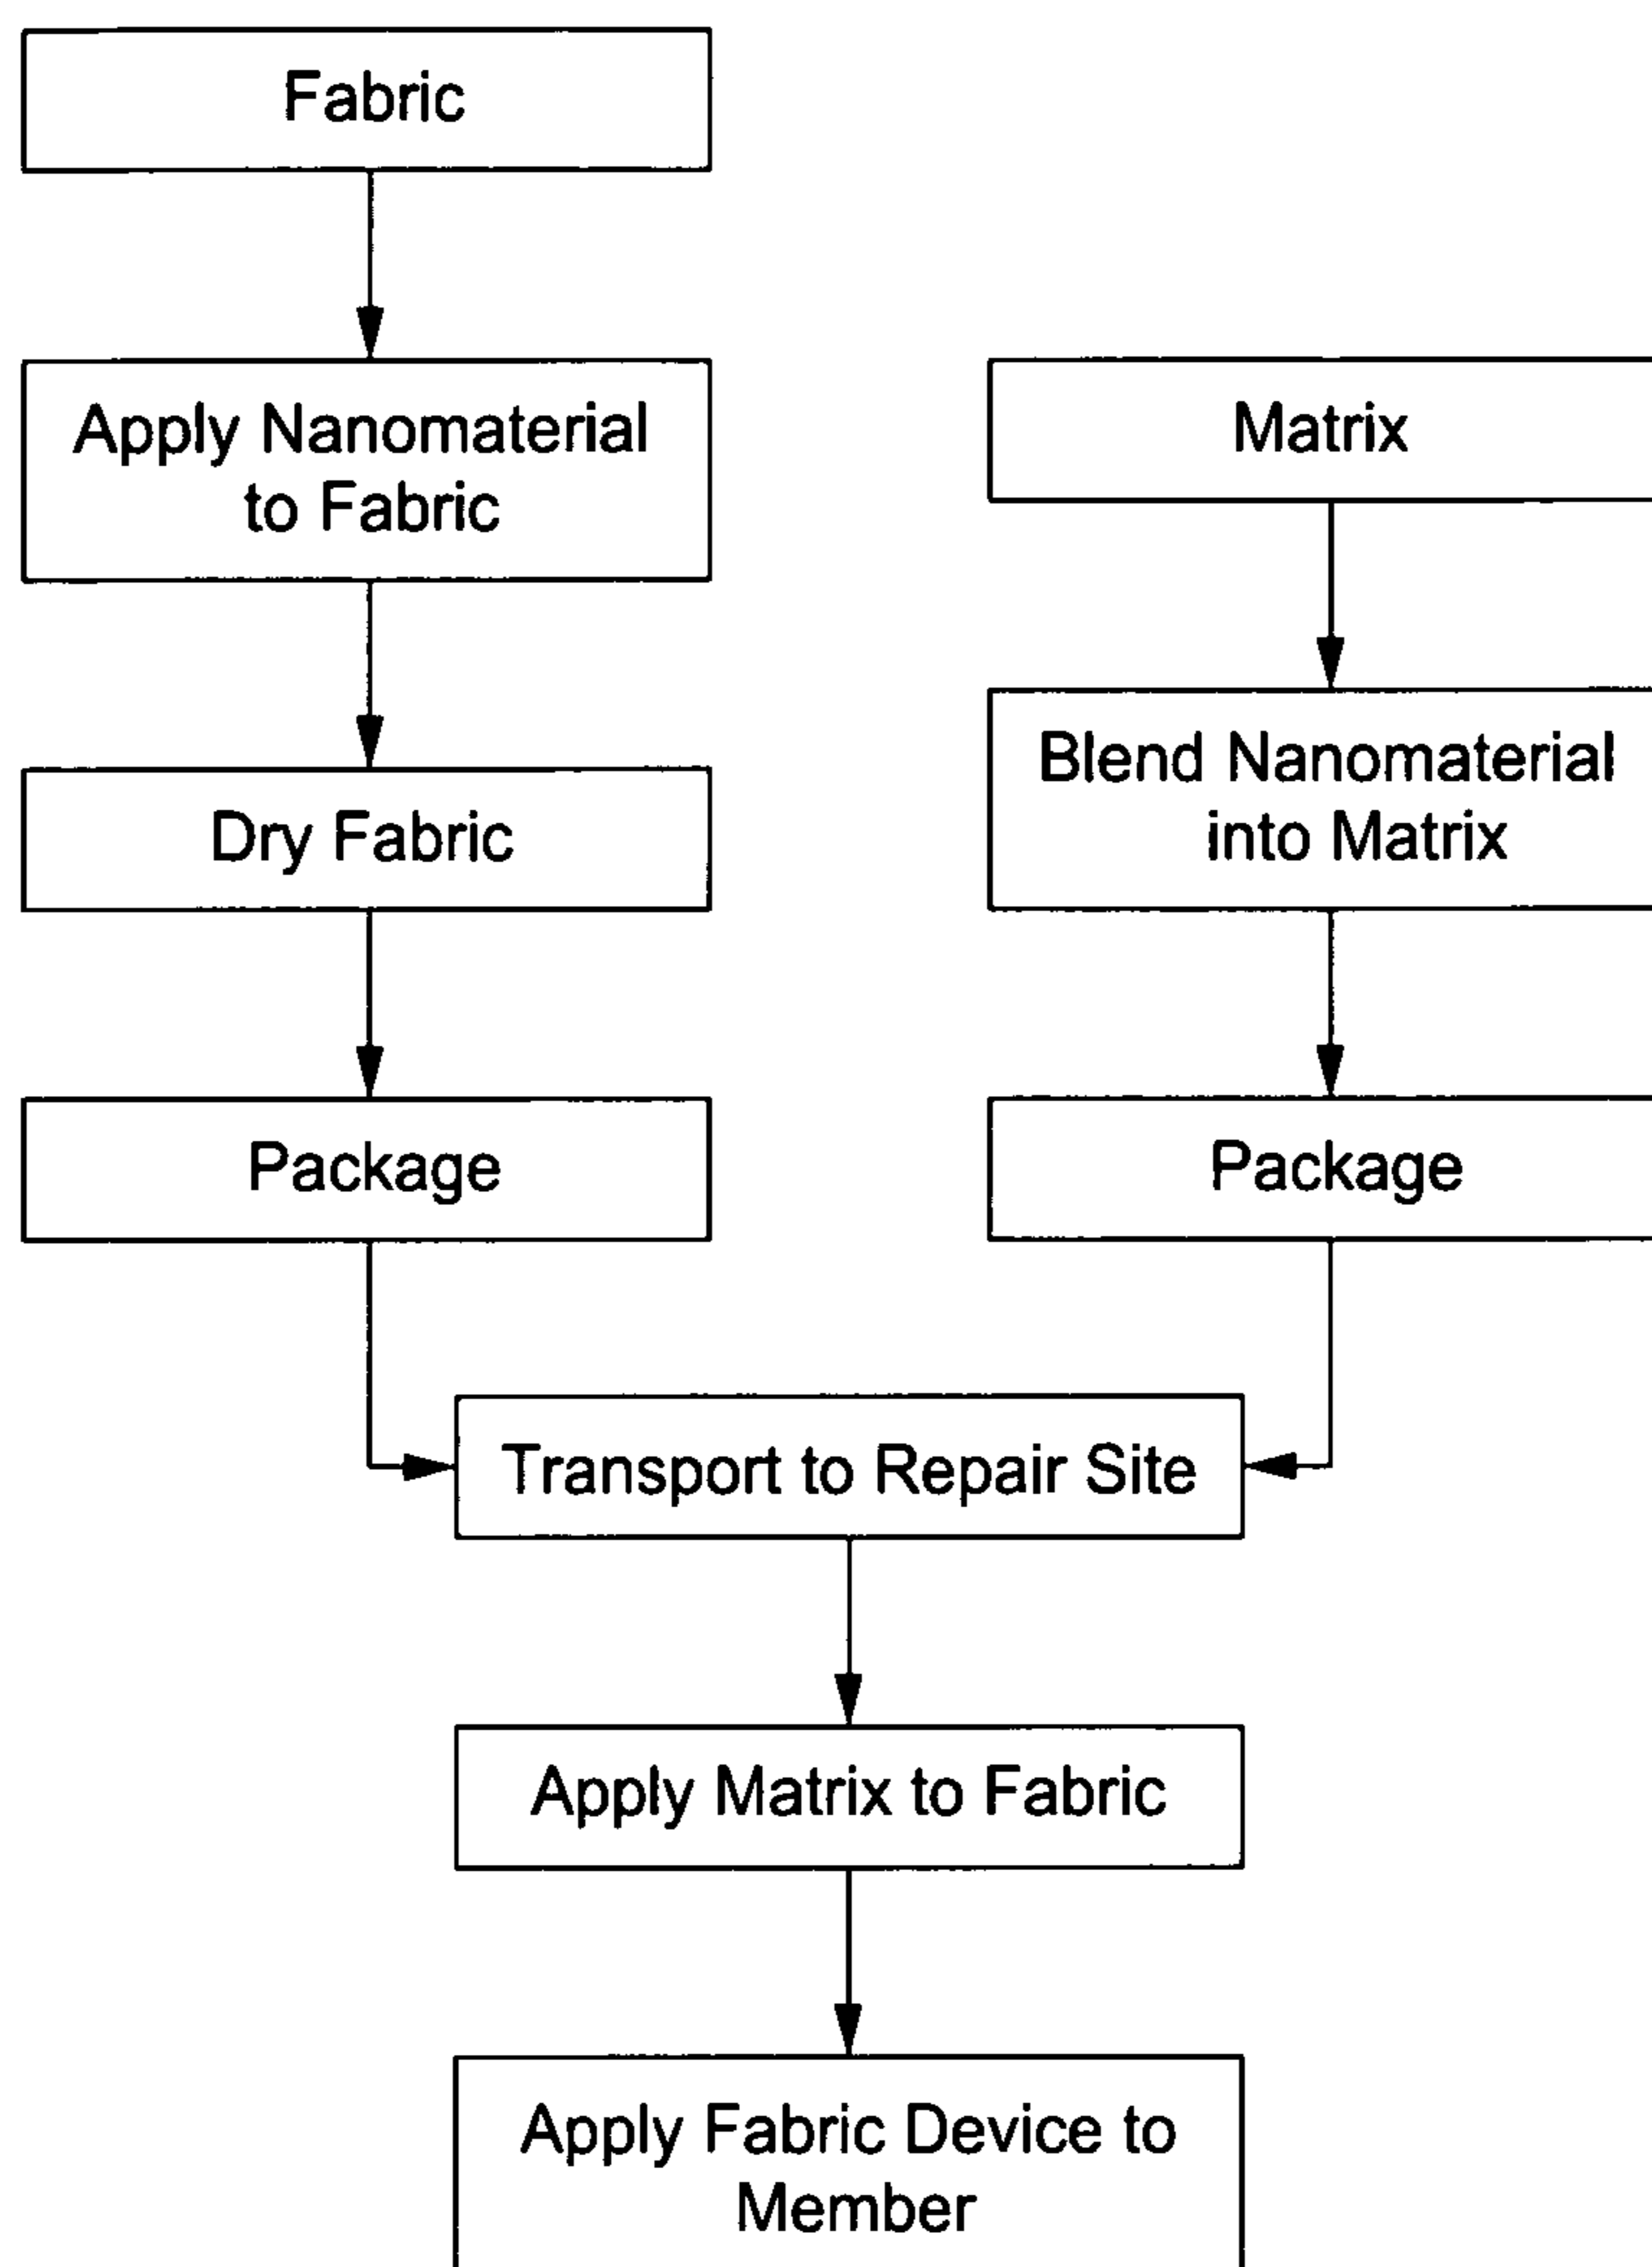 Fabric
Apply Nanomaterial
to Fabric
Dry Fabric
Package
Matrix
Blend Nanomaterial
into Matrix
Package
Transport to Repair Site
Apply Matrix to Fabric
Apply Fabric Device to
Member